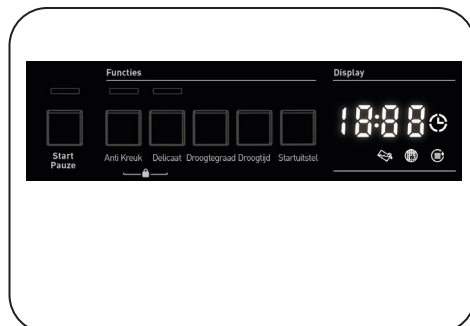 Functies
Display
18:88
Start
Pauze
Anti Kreuk Delicaat Droogtegraad Droogtijd Startuitstel